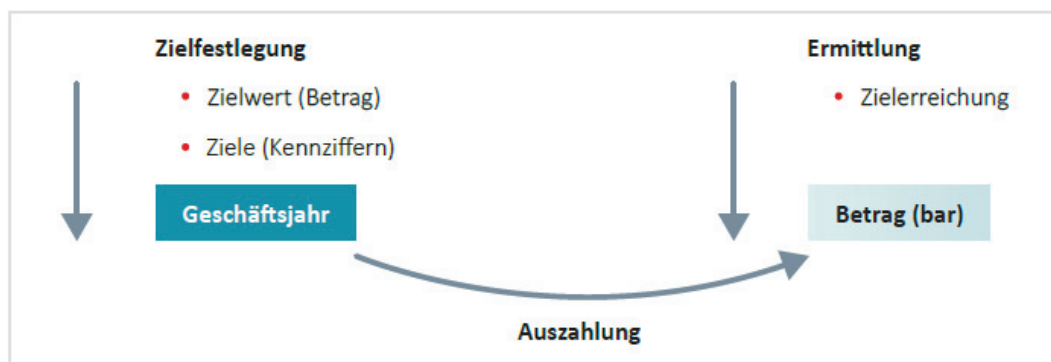 Zielfestlegung
• Zielwert (Betrag)
• Ziele (Kennziffern)
Geschäftsjahr
Ermittlung
• Zielerreichung
Betrag (bar)
Auszahlung